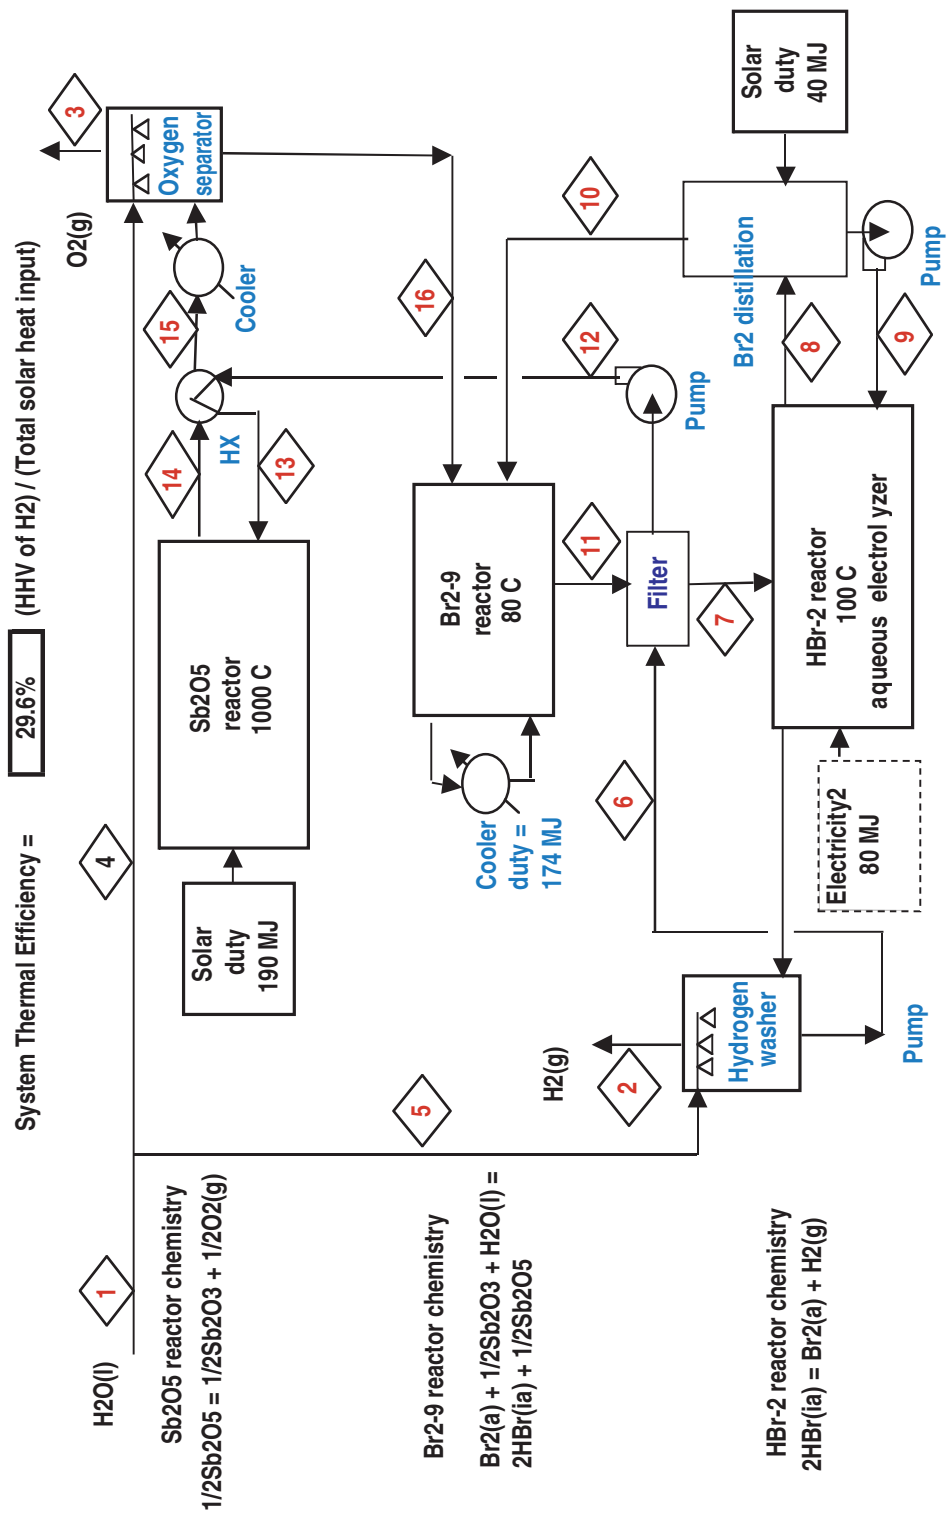 System Thermal Efficiency = 29.6% (HHV of H2) / (Total solar heat input)
H2O(l)
1
4
O2(g)
3
Sb2O5 reactor chemistry
1/2Sb2O5 = 1/2Sb2O3 + 1/2O2(g)
Solar
duty
190 MJ
Sb2O5
reactor
1000 C
14
13
HX
15
Cooler
Oxygen
separator
5
Br2-9 reactor chemistry
Br2(a) + 1/2Sb2O3 + H2O(l) =
2HBr(ia) + 1/2Sb2O5
Cooler
duty =
174 MJ
Br2-9
reactor
80 C
16
10
11
12
H2(g)
2
6
Filter
Pump
7
HBr-2 reactor chemistry
2HBr(ia) = Br2(a) + H2(g)
Hydrogen
washer
Pump
Electricity2
80 MJ
HBr-2 reactor
100 C
aqueous electrol yzer
8
9
Br2 distillation
Pump
Solar
duty
40 MJ